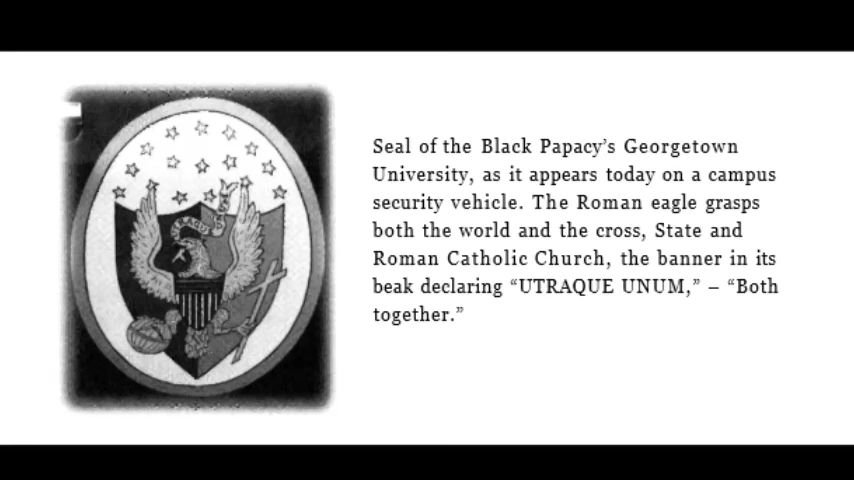 Seal of the Black Papacy's Georgetown
University, as it appears today on a campus
security vehicle. The Roman eagle grasps
both the world and the cross, State and
Roman Catholic Church, the banner in its
beak declaring “UTRAQUE UNUM,” – “Both
together.”